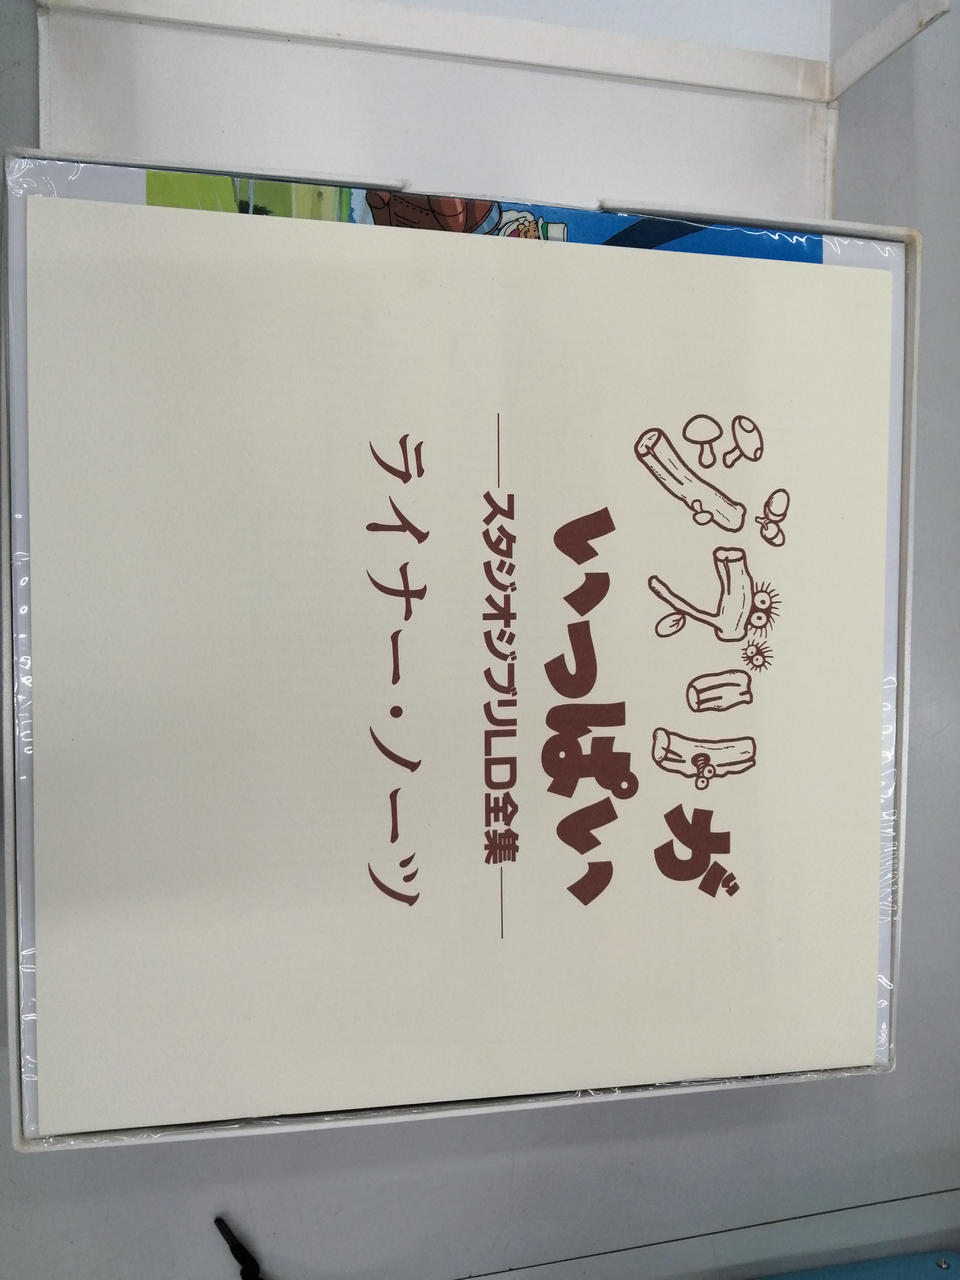 ジブリが
いっぱい
スタジオジブリLD全集
ライナー・ノーツ